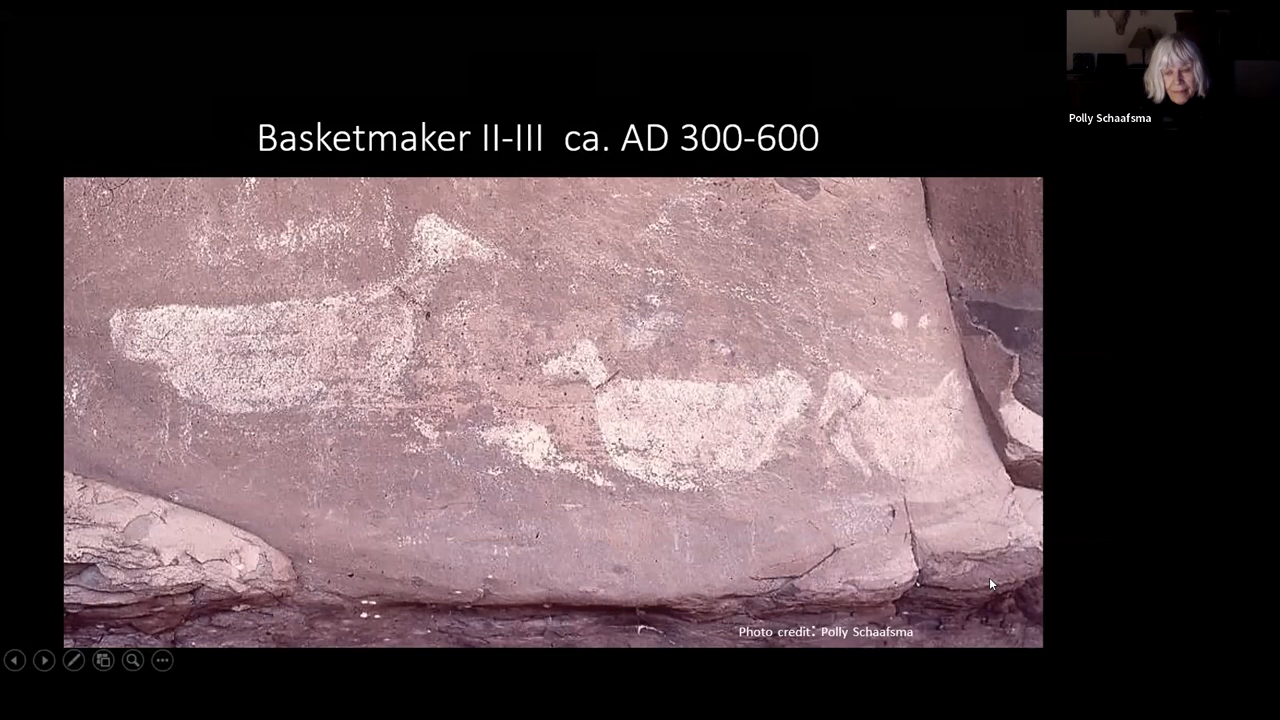 Polly Schaafsma
Basketmaker II-III ca. AD 300-600
Photo credit: Polly Schaafsma